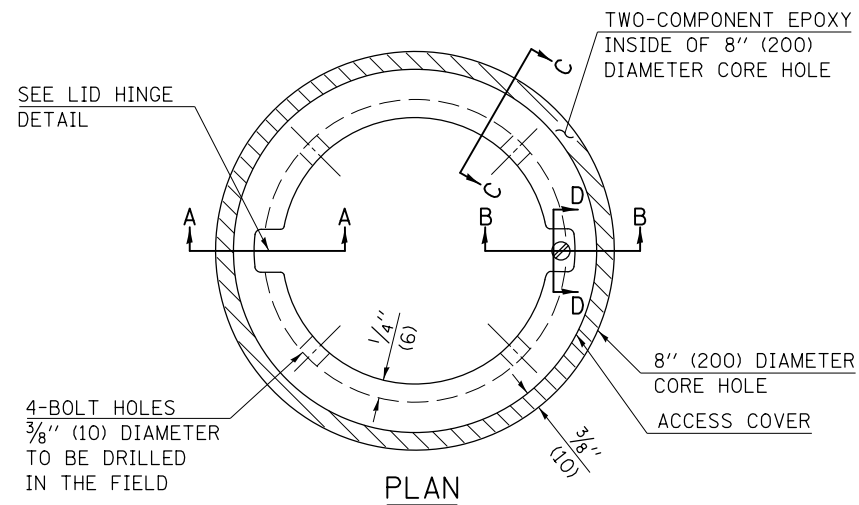 TWO-COMPONENT EPOXY
INSIDE OF 8" (200)
DIAMETER CORE HOLE
SEE LID HINGE
DETAIL
C
C
A
A
B
B
D
D
1/4"
(6)
3/8"
(10)
8" (200) DIAMETER
CORE HOLE
ACCESS COVER
4-BOLT HOLES
3/8" (10) DIAMETER
TO BE DRILLED
IN THE FIELD
PLAN